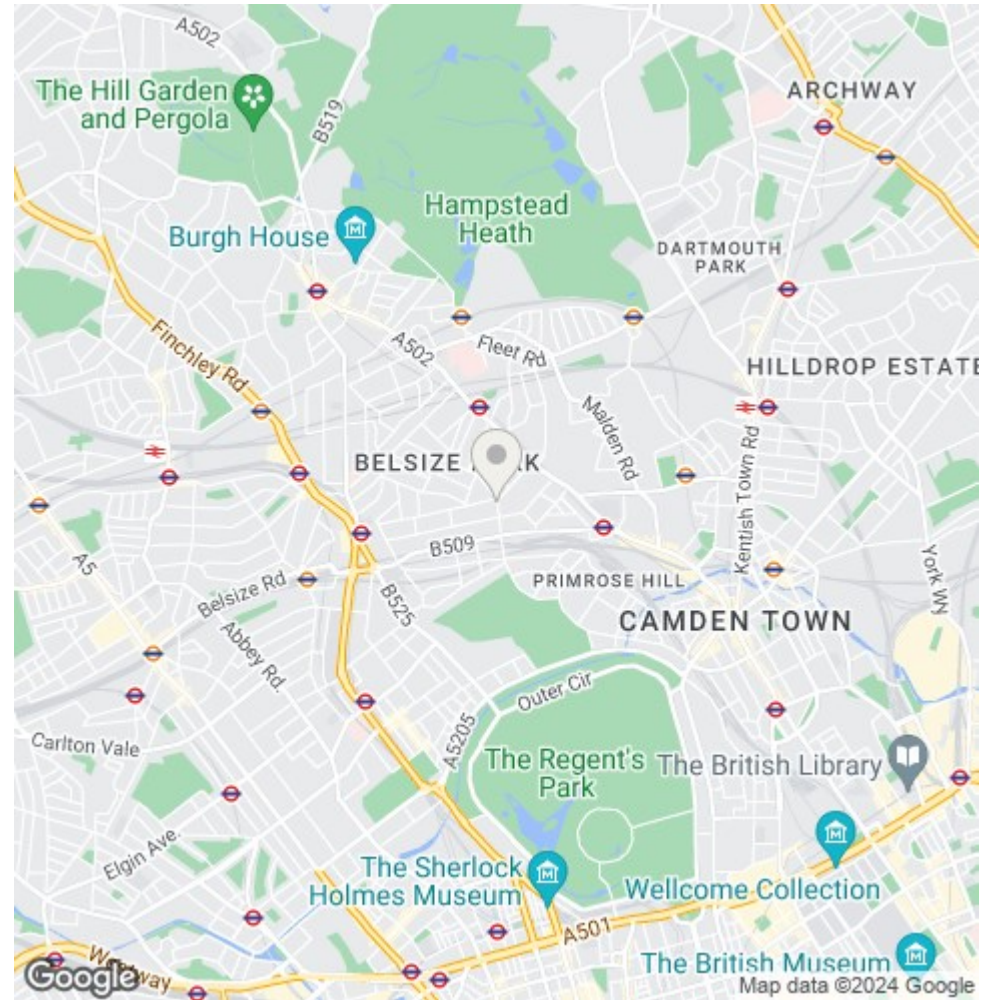 A502
The Hill Garden
and Pergola
B519
ARCHWAY
Hampstead
Heath
Burgh House
DARTMOUTH
PARK
Finchley Rd
A502
Fleet Rd
HILLDROP ESTATE
Malden Rd
BELSIZE
Kentish Town Rd
A5
B509
York WN
Belsize Rd
B525
PRIMROSE HILL
CAMDEN TOWN
Abbey Rd.
Outer Cir
A5205
Carlton Vale
The Regent's
Park
The British Library
Elgin Ave.
The Sherlock
Holmes Museum
Wellcome Collection
A501
Westway
The British Museum
Google
Map data ©2024 Google